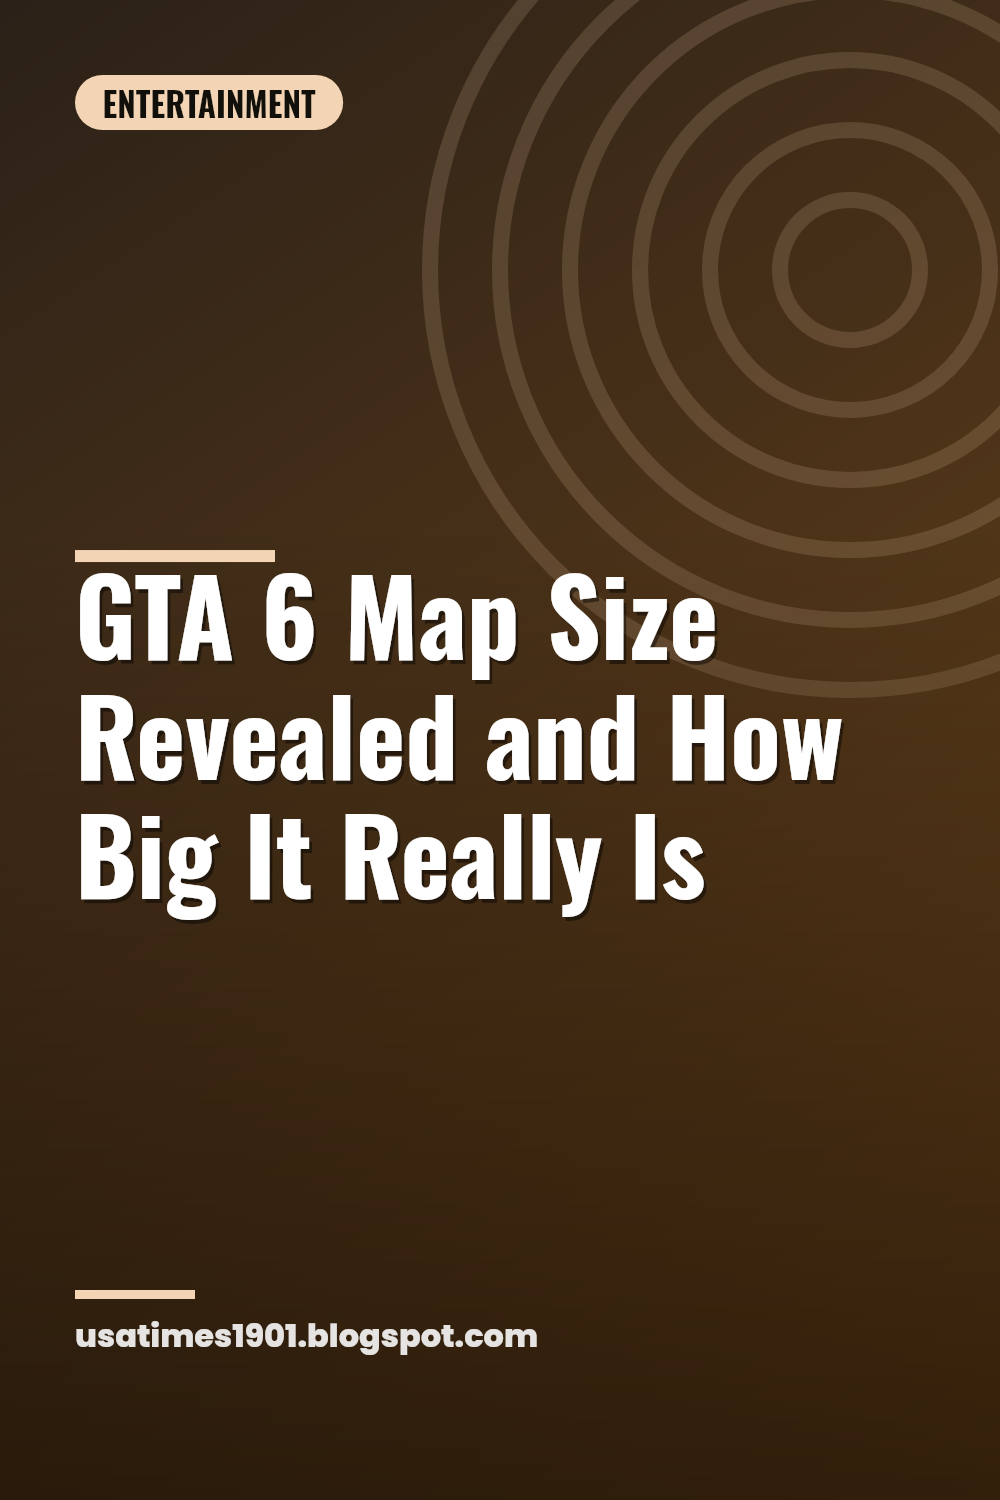 ENTERTAINMENT
GTA 6 Map Size
Revealed and How
Big It Really Is
usatimes1901.blogspot.com